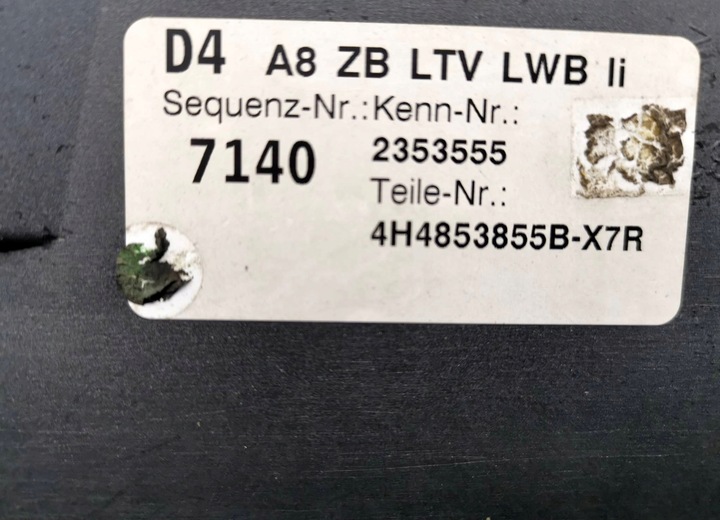 D4 A8 ZB LTV LWB li
Sequenz-Nr.: Kenn-Nr.:
7140 2353555
Teile-Nr.:
4H4853855B-X7R